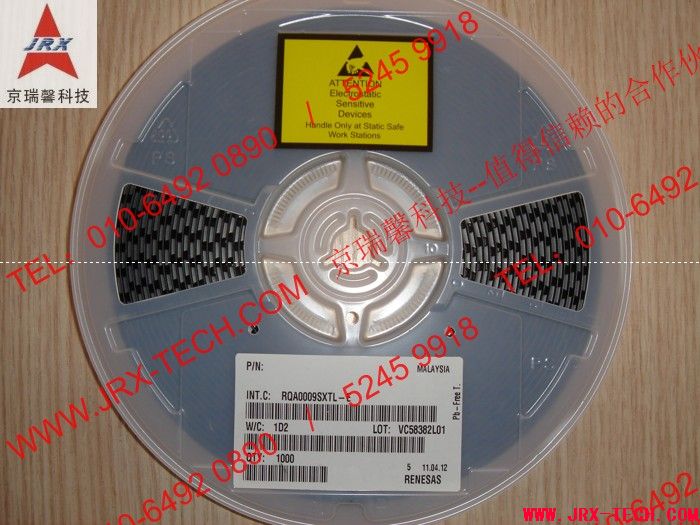 JRX
京瑞馨科技
ATTENTION
Electrostatic
Sensitive
Devices
Handle Only at Static Safe
Work Stations
PS
TEL：010-6492 0890 / 5245 9918
京瑞馨科技--值得信赖的合作伙
TEL：010-6492 0890 / 5245 9918
WWW.JRX-TECH.COM
010-6492
P/N:
MALAYSIA
INT.C: RQA0009SXTL-E
W/C: 1D2
LOT: VC58382L01
QTY: 1000
5 11.04.12
RENESAS
Pb-Free T.
WWW.JRX-TECH.COM